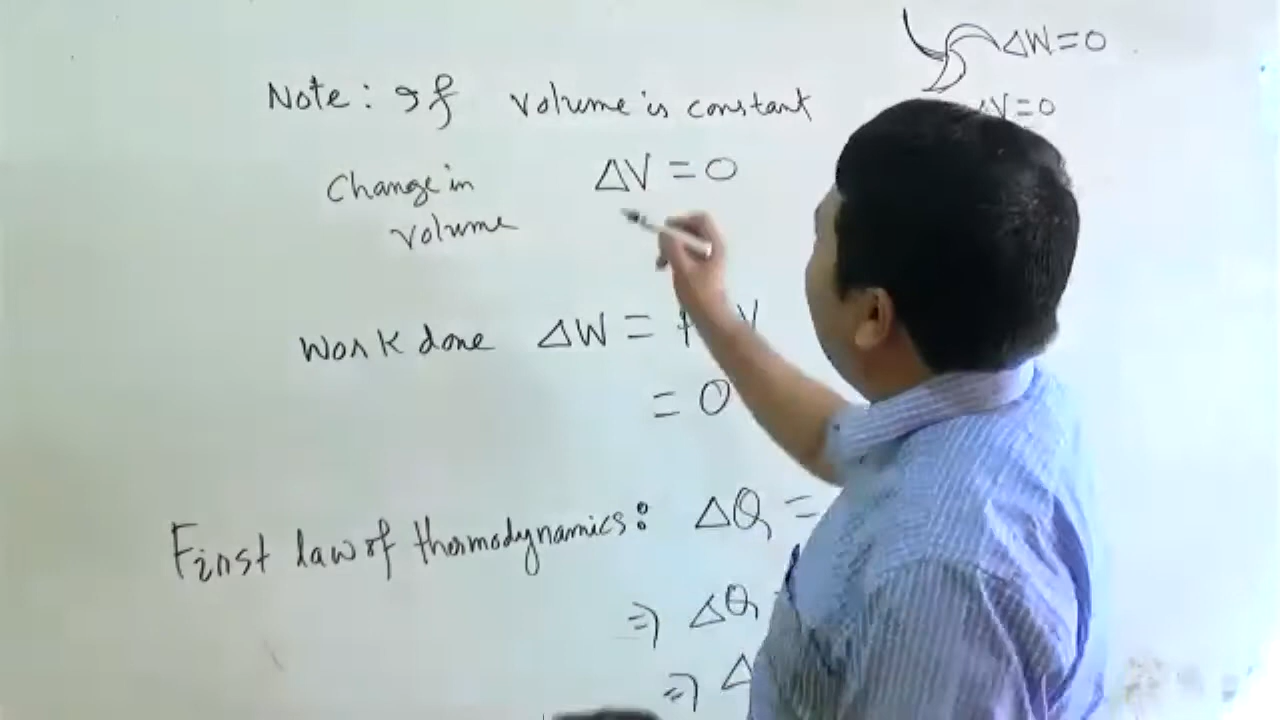 ΔW = 0
Note: If volume is constant
ΔV = 0
Change in
volume
ΔV = 0
Work done ΔW =
= 0
First law of thermodynamics: ΔQ =
⇒ ΔQ
⇒ Δ